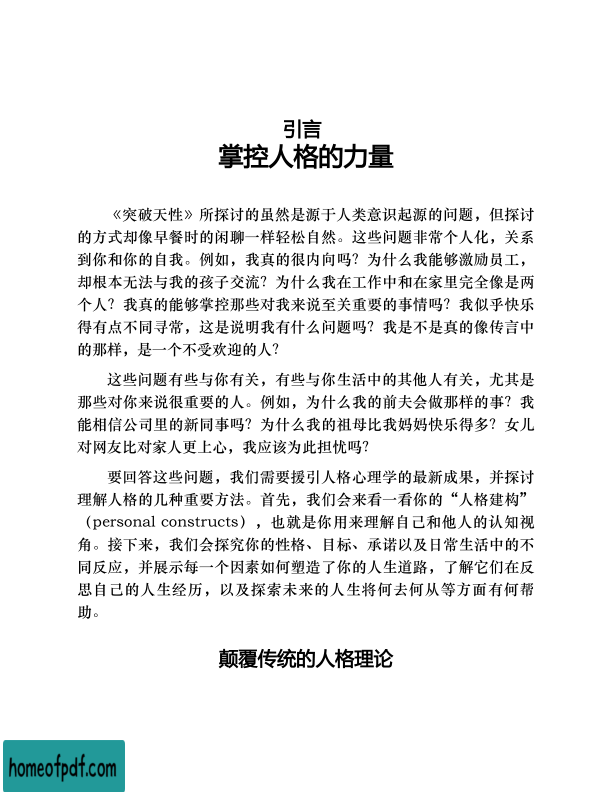 引言
掌控人格的力量
《突破天性》所探讨的虽然是源于人类意识起源的问题，但探讨
的方式却像早餐时的闲聊一样轻松自然。这些问题非常个人化，关系
到你和你的自我。例如，我真的很内向吗？为什么我能够激励员工，
却根本无法与我的孩子交流？为什么我在工作中和在家里完全像是两
个人？我真的能够掌控那些对我来说至关重要的事情吗？我似乎快乐
得有点不同寻常，这是说明我有什么问题吗？我是不是真的像传言中
的那样，是一个不受欢迎的人？
这些问题有些与你有关，有些与你生活中的其他人有关，尤其是
那些对你来说很重要的人。例如，为什么我的前夫会做那样的事？我
能相信公司里的新同事吗？为什么我的祖母比我妈妈快乐得多？女儿
对网友比对家人更上心，我应该为此担忧吗？
要回答这些问题，我们需要援引人格心理学的最新成果，并探讨
理解人格的几种重要方法。首先，我们会来看一看你的“人格建构”
（personal constructs），也就是你用来理解自己和他人的认知视
角。接下来，我们会探究你的性格、目标、承诺以及日常生活中的不
同反应，并展示每一个因素如何塑造了你的人生道路，了解它们在反
思自己的人生经历，以及探索未来的人生将何去何从等方面有何帮
助。
颠覆传统的人格理论
homeofpdf.com